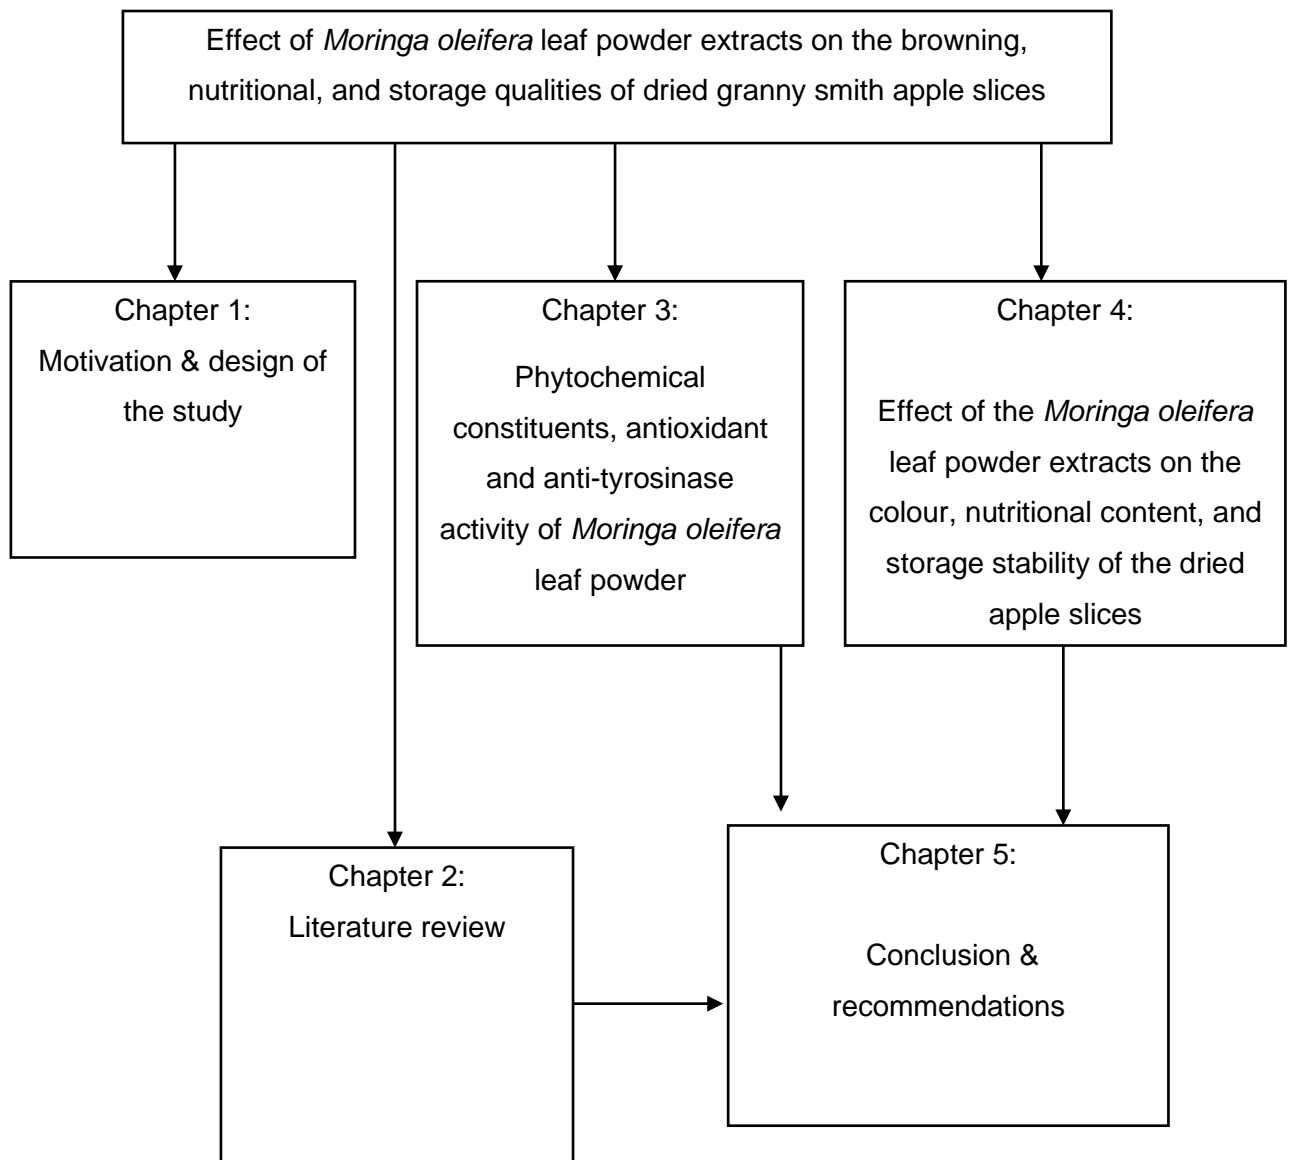 Effect of Moringa oleifera leaf powder extracts on the browning,
nutritional, and storage qualities of dried granny smith apple slices
Chapter 1:
Motivation & design of
the study
Chapter 3:
Phytochemical
constituents, antioxidant
and anti-tyrosinase
activity of Moringa oleifera
leaf powder
Chapter 4:
Effect of the Moringa oleifera
leaf powder extracts on the
colour, nutritional content, and
storage stability of the dried
apple slices
Chapter 2:
Literature review
Chapter 5:
Conclusion &
recommendations